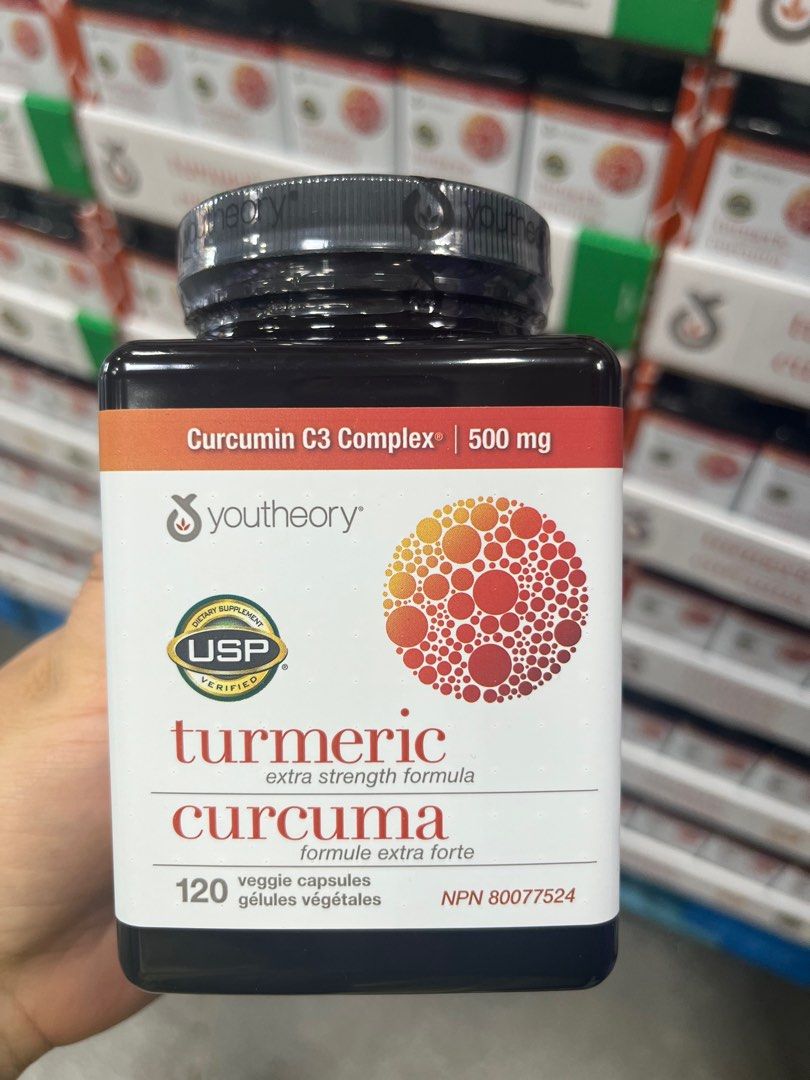 youtheory®
youtheory
Curcumin C3 Complex® | 500 mg
youtheory®
DIETARY SUPPLEMENT
USP®
VERIFIED
turmeric
extra strength formula
curcuma
formule extra forte
120 veggie capsules
gélules végétales
NPN 80077524